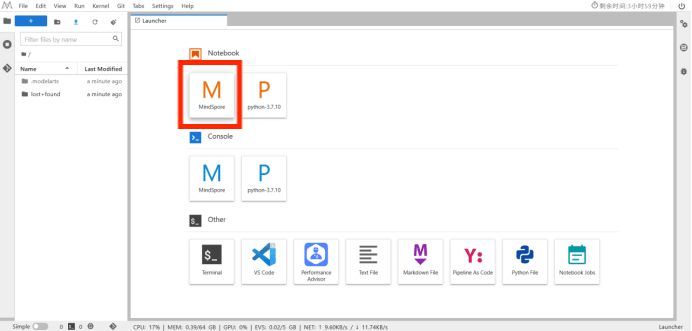 File Edit View Run Kernel Git Tabs Settings Help
剩余时间:3小时59分钟
+
Launcher
Filter files by name
/
Name Last Modified
.modelarts a minute ago
lost+found a minute ago
Notebook
M P
MindSpore python-3.7.10
Console
M P
MindSpore python-3.7.10
$_ Other
$_ M Y:
Terminal VS Code Performance Advisor Text File Markdown File Pipeline As Code Python File Notebook Jobs
Simple 0 0 CPU: 17% | MEM: 0.39/64 GB | GPU: 0% | EVS: 0.02/5 GB | NET: ↑ 9.60KB/s / ↓ 11.74KB/s Launcher